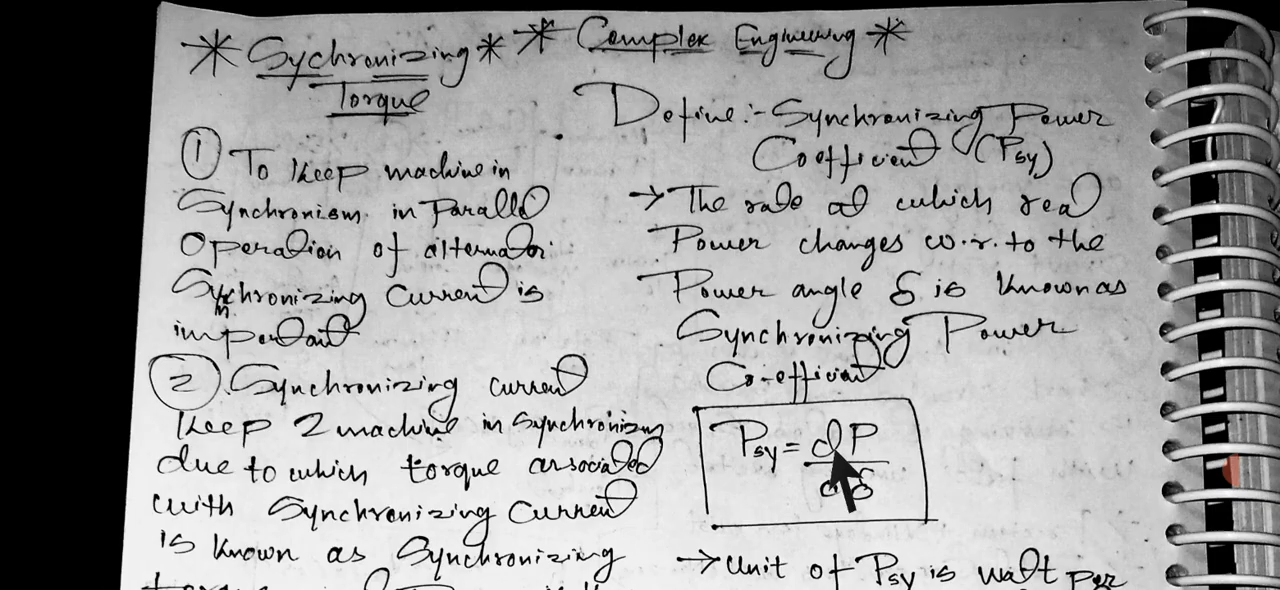 * Sychronizing *
Torque
* Complex Engineering *
① To Keep machine in
Synchronism in Parallel
Operation of alternator
Synchronizing Current is
important
② Synchronizing current
Keep 2 machine in Synchronism
due to which torque associated
with Synchronizing Current
is known as Synchronizing
Define :- Synchronizing Power
Coefficient (Psy)
→ The rate at which real
Power changes w.r.to the
Power angle δ is known as
Synchronizing Power
Co-efficient
Psy = dP
dδ
→ Unit of Psy is watt per